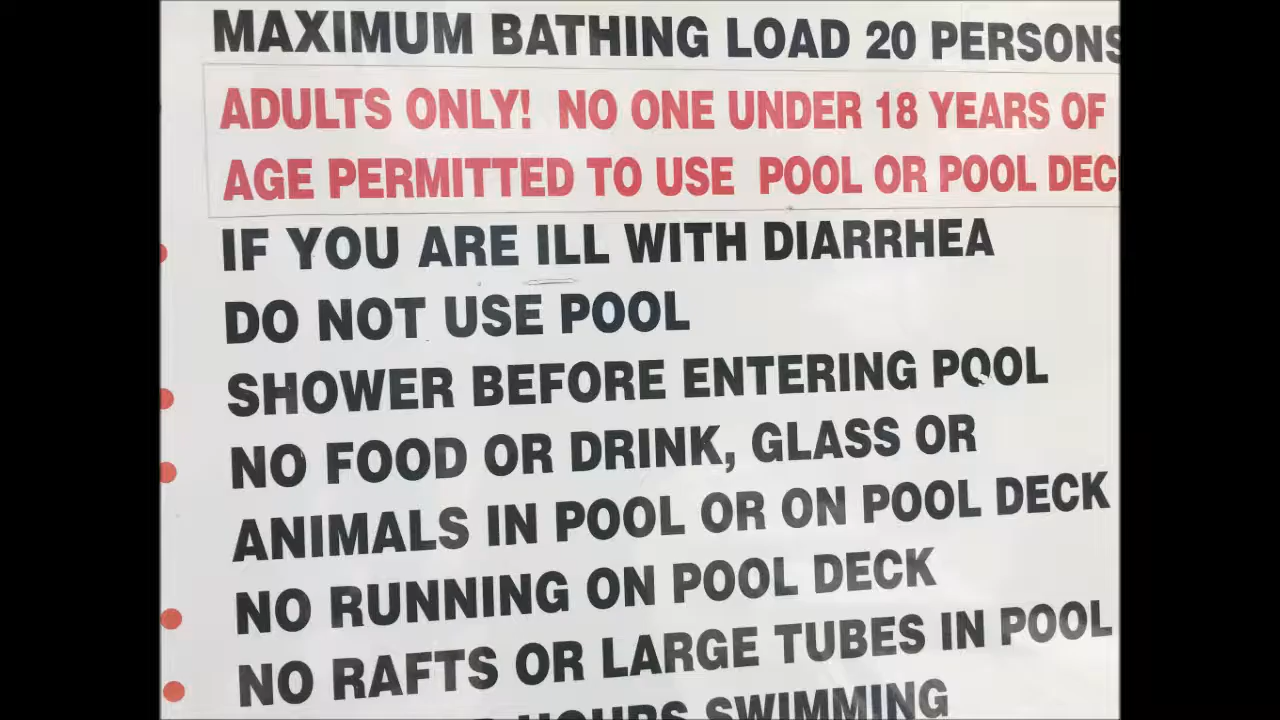 MAXIMUM BATHING LOAD 20 PERSONS
ADULTS ONLY! NO ONE UNDER 18 YEARS OF
AGE PERMITTED TO USE POOL OR POOL DEC
IF YOU ARE ILL WITH DIARRHEA
DO NOT USE POOL
SHOWER BEFORE ENTERING POOL
NO FOOD OR DRINK, GLASS OR
ANIMALS IN POOL OR ON POOL DECK
NO RUNNING ON POOL DECK
NO RAFTS OR LARGE TUBES IN POOL
HOURS SWIMMING